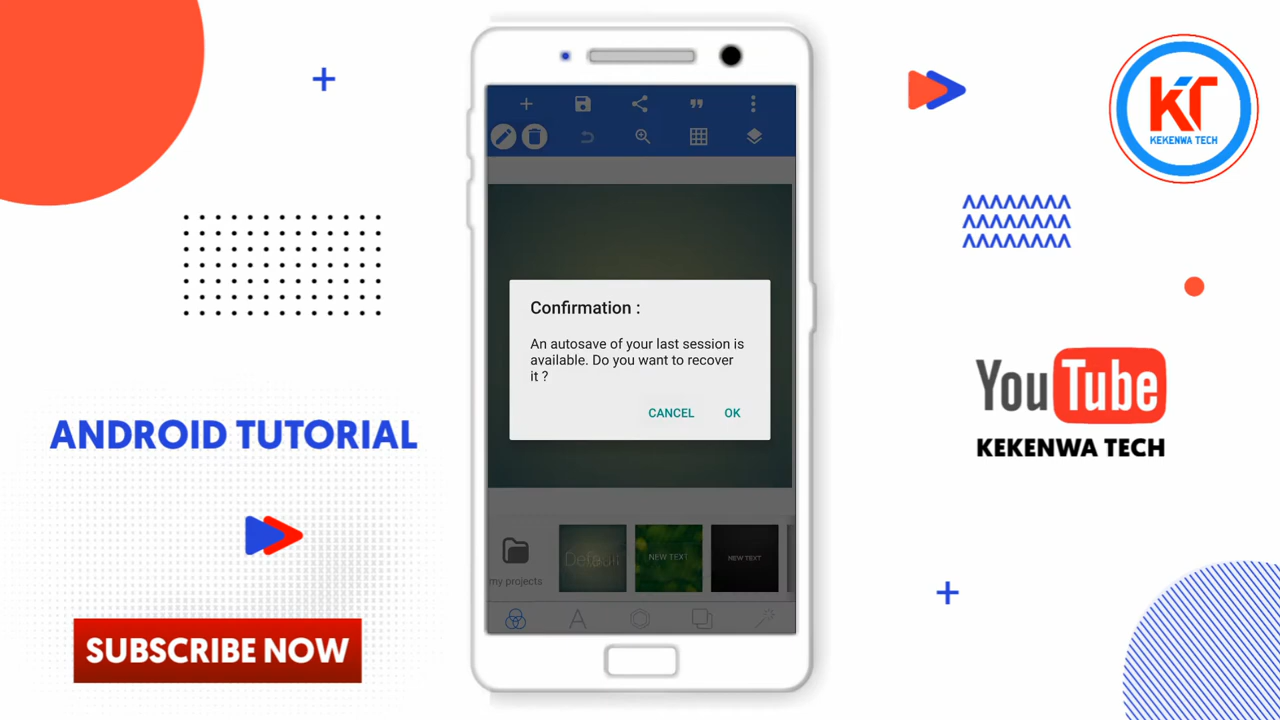 KT
KEKENWA TECH
Confirmation :
An autosave of your last session is
available. Do you want to recover
it ?
CANCEL OK
ANDROID TUTORIAL
YouTube
KEKENWA TECH
my projects
Default
NEW TEXT
NEW TEXT
A
SUBSCRIBE NOW